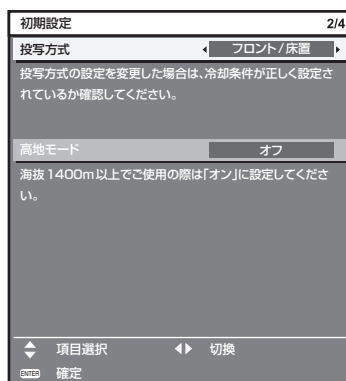 初期設定 2/4
投写方式 フロント/床置
投写方式の設定を変更した場合は、冷却条件が正しく設定さ
れているか確認してください。
高地モード オフ
海抜1400m以上でご使用の際は「オン」に設定してくださ
い。
項目選択 切換
ENTER 確定